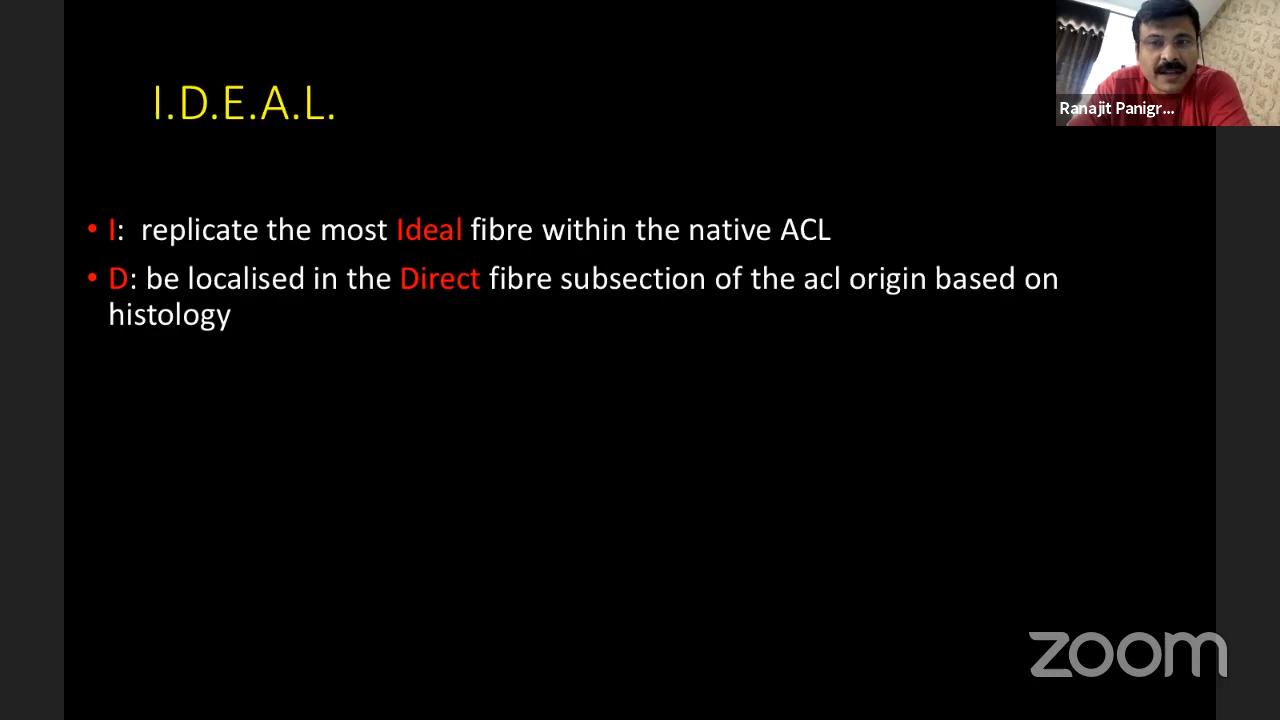 I.D.E.A.L.
Ranajit Panigr...
• I:  replicate the most Ideal fibre within the native ACL
• D: be localised in the Direct fibre subsection of the acl origin based on
histology
zoom